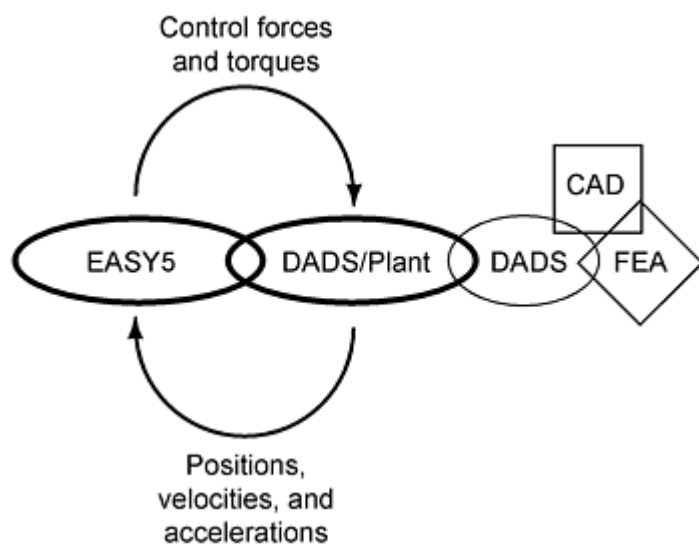 Control forces
and torques
CAD
EASY5
DADS/Plant
DADS
FEA
Positions,
velocities, and
accelerations